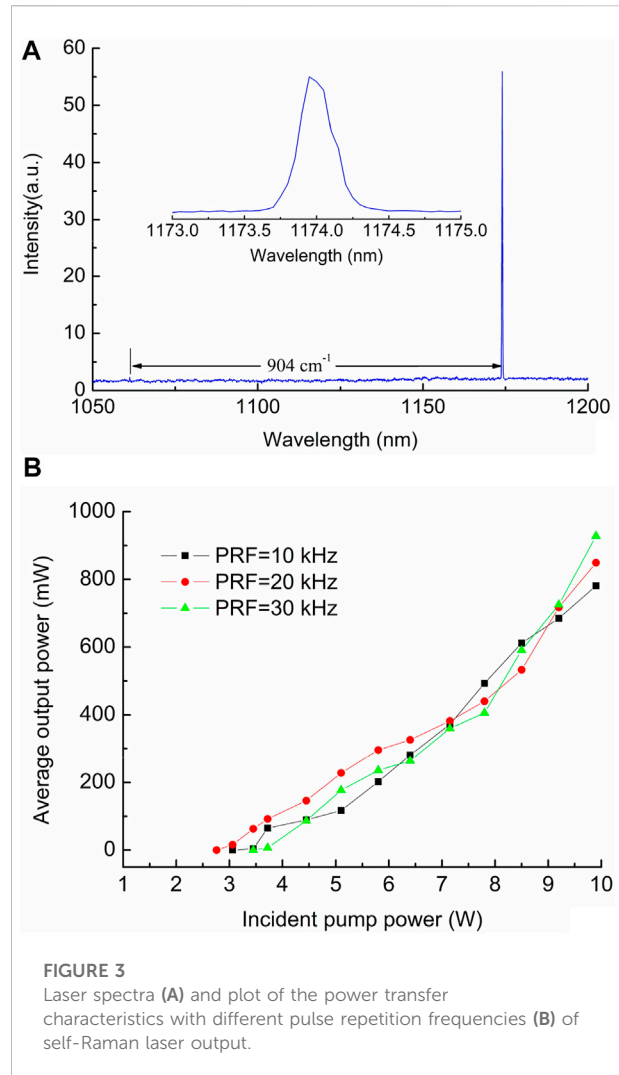 A
60
50
40
30
20
10
0
Intensity(a.u.)
1173.0 1173.5 1174.0 1174.5 1175.0
Wavelength (nm)
904 cm⁻¹
1050 1100 1150 1200
Wavelength (nm)
B
1000
800
600
400
200
0
Average output power (mW)
PRF=10 kHz
PRF=20 kHz
PRF=30 kHz
1 2 3 4 5 6 7 8 9 10
Incident pump power (W)
FIGURE 3
Laser spectra (A) and plot of the power transfer
characteristics with different pulse repetition frequencies (B) of
self-Raman laser output.